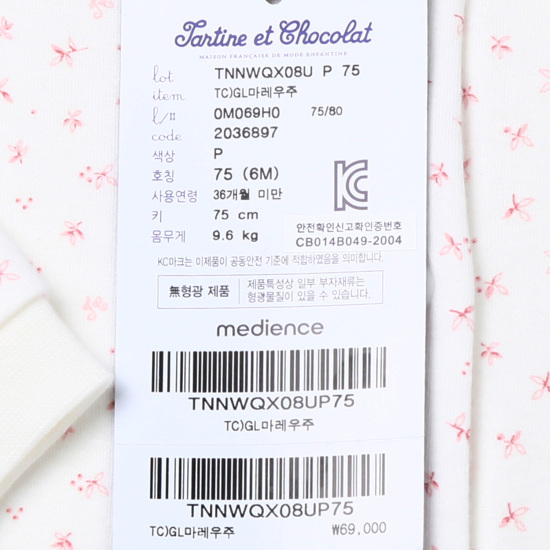 Tartine et Chocolat
MAISON FRANÇAISE DE MODE ENFANTINE
lot TNNWQX08U P 75
item TC)GL마레우주
l/# 0M069H0 75/80
code 2036897
색상 P
호칭 75 (6M)
사용연령 36개월 미만
키 75 cm
몸무게 9.6 kg
안전확인신고확인증번호
CB014B049-2004
KC마크는 이제품이 공통안전 기준에 적합하였음을 의미합니다.
無형광 제품
제품특성상 일부 부자재류는
형광물질이 있을 수 있습니다.
medience
TNNWQX08UP75
TC)GL마레우주
TNNWQX08UP75
TC)GL마레우주 ₩69,000